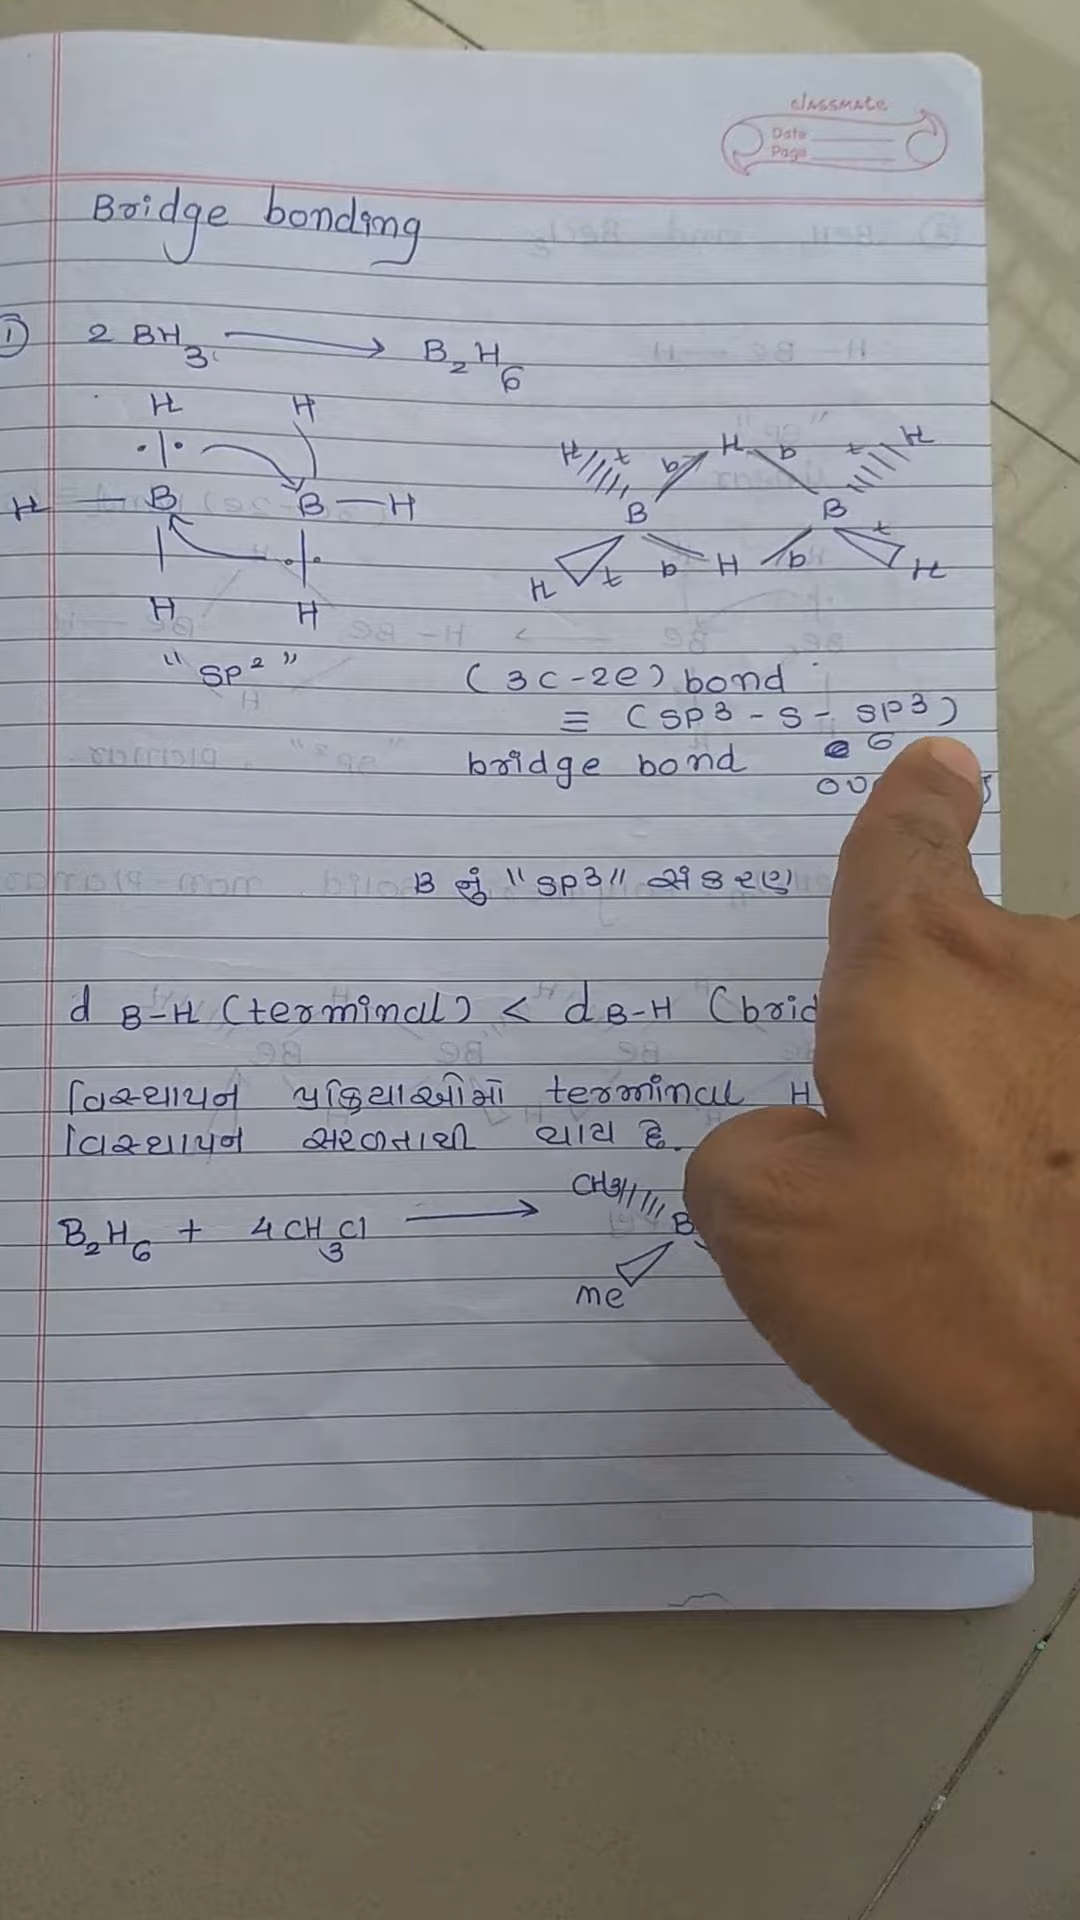 classmate
Date
Page
Bridge bonding
① 2 BH3 → B2H6
H H
H — B B — H
H H
H t b H b t H
B B
H t b H b t H
"sp²"
(3c-2e) bond
≡ (sp3 - s - sp3)
bridge bond 6
B નું "sp3" સંકરણ
d B-H (terminal) < d B-H (brid
વિસ્થાપન પ્રક્રિયાઓમાં terminal H
વિસ્થાપન સરળતાથી થાય છે.
CH3
B2H6 + 4CH3Cl → B
me